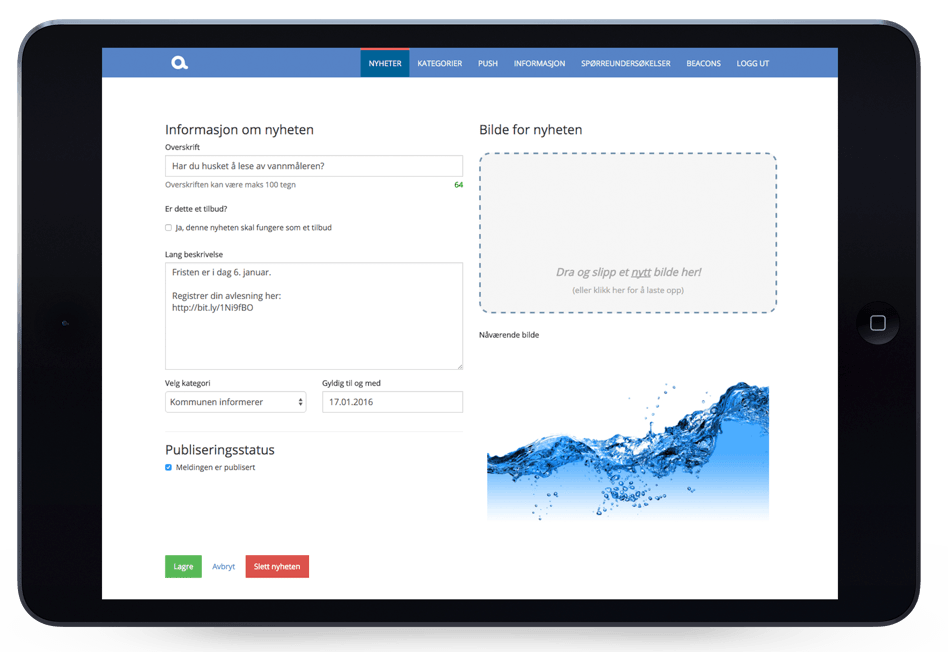 NYHETER KATEGORIER PUSH INFORMASJON SPØRREUNDERSØKELSER BEACONS LOGG UT
Informasjon om nyheten
Overskrift
Har du husket å lese av vannmåleren?
Overskriften kan være maks 100 tegn 64
Er dette et tilbud?
Ja, denne nyheten skal fungere som et tilbud
Lang beskrivelse
Fristen er i dag 6. januar.
Registrer din avlesning her:
http://bit.ly/1Ni9fBO
Velg kategori
Kommunen informerer
Gyldig til og med
17.01.2016
Publiseringsstatus
Meldingen er publisert
Lagre Avbryt Slett nyheten
Bilde for nyheten
Dra og slipp et nytt bilde her!
(eller klikk her for å laste opp)
Nåværende bilde